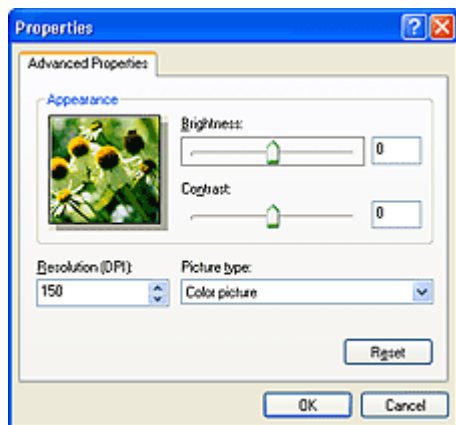 Properties
Advanced Properties
Appearance
Brightness:
0
Contrast:
0
Resolution (DPI):
150
Picture type:
Color picture
Reset
OK
Cancel